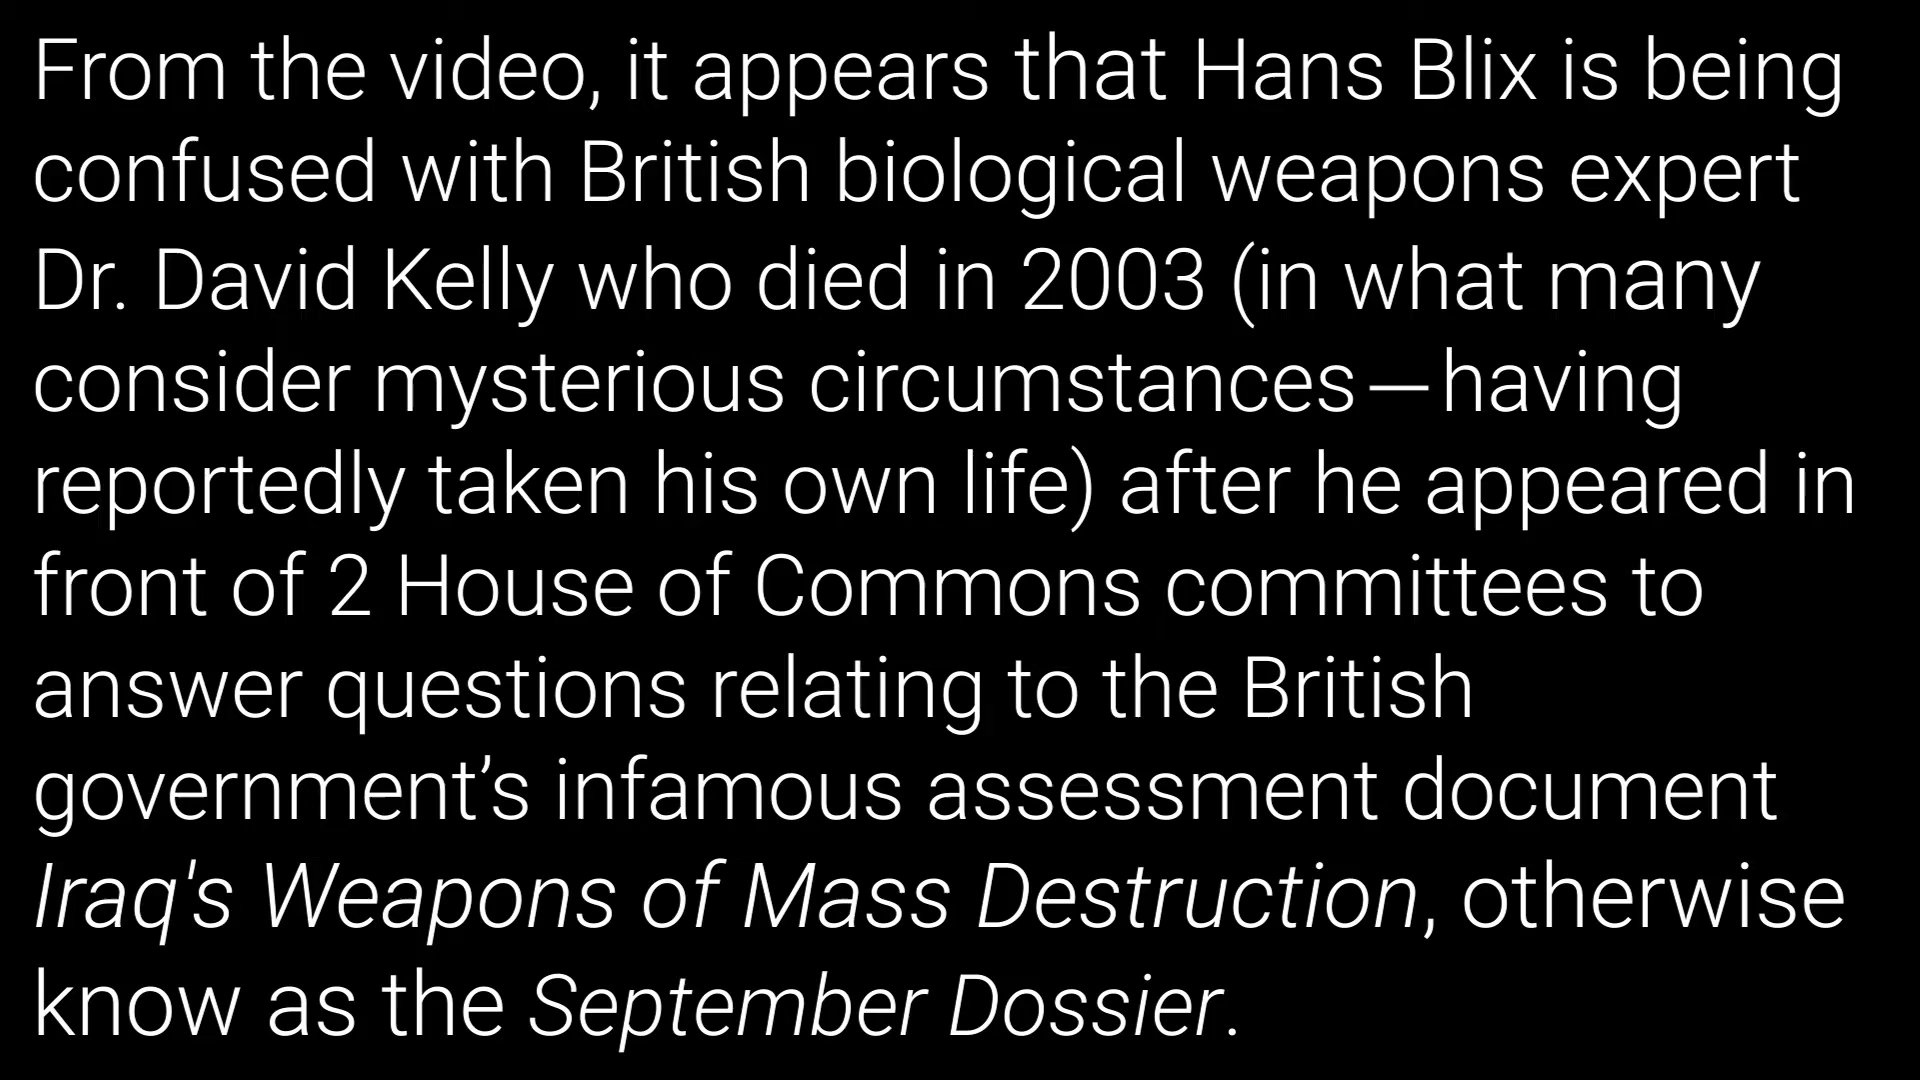 From the video, it appears that Hans Blix is being
confused with British biological weapons expert
Dr. David Kelly who died in 2003 (in what many
consider mysterious circumstances—having
reportedly taken his own life) after he appeared in
front of 2 House of Commons committees to
answer questions relating to the British
government’s infamous assessment document
Iraq's Weapons of Mass Destruction, otherwise
know as the September Dossier.